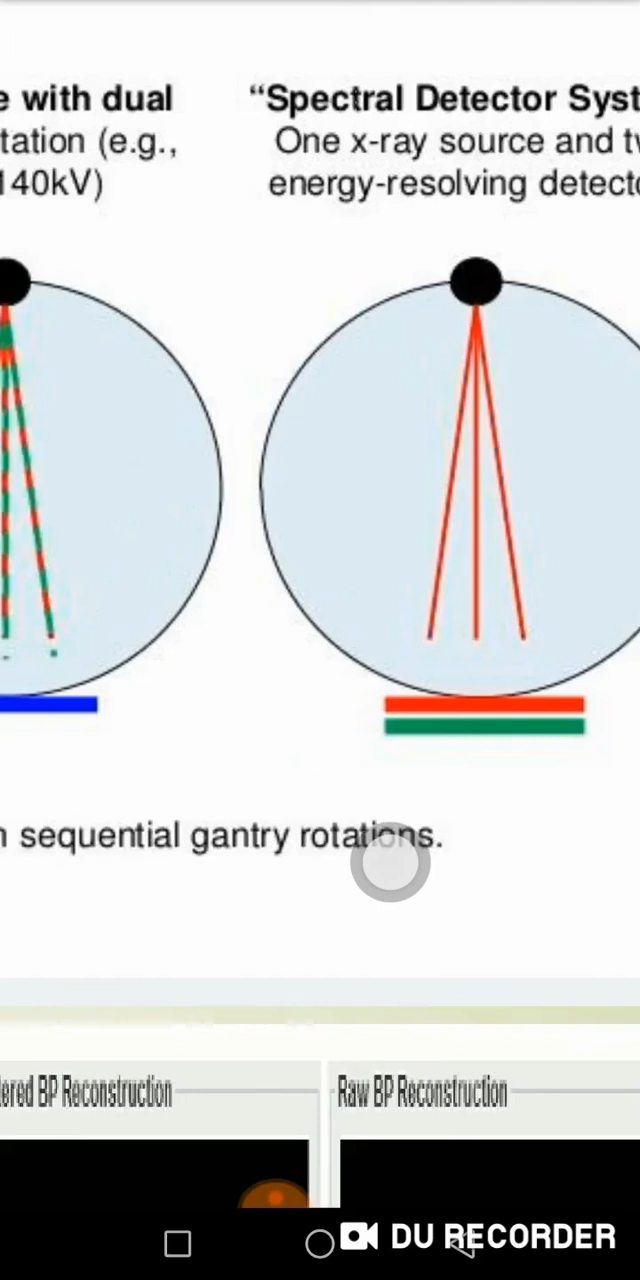 e with dual
tation (e.g.,
140kV)
“Spectral Detector Syst
One x-ray source and tw
energy-resolving detecto
n sequential gantry rotations.
ered BP Reconstruction
Raw BP Reconstruction
DU RECORDER